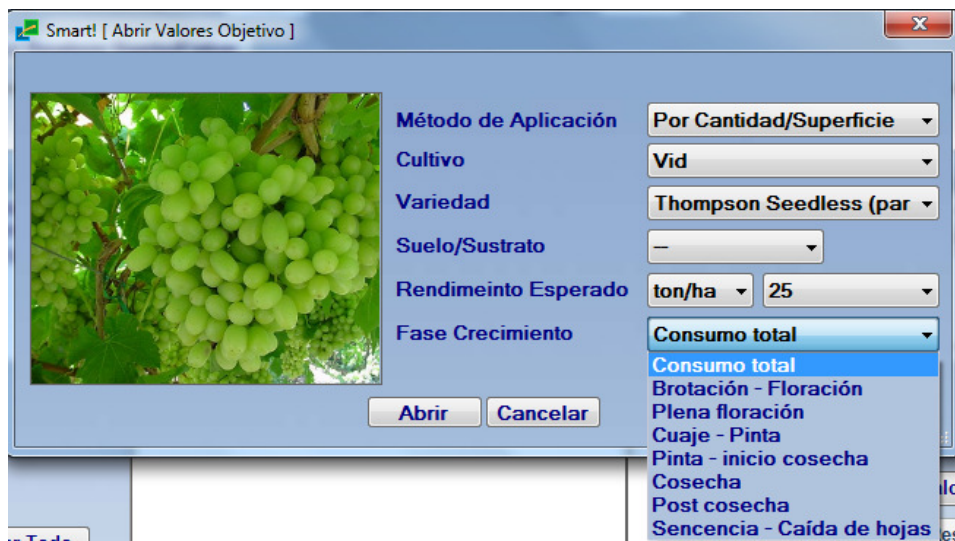 Smart! [ Abrir Valores Objetivo ]
Método de Aplicación Por Cantidad/Superficie
Cultivo Vid
Variedad Thompson Seedless (par
Suelo/Sustrato --
Rendimeinto Esperado ton/ha 25
Fase Crecimiento Consumo total
Consumo total
Brotación - Floración
Plena floración
Cuaje - Pinta
Pinta - inicio cosecha
Cosecha
Post cosecha
Sencencia - Caída de hojas
Abrir Cancelar